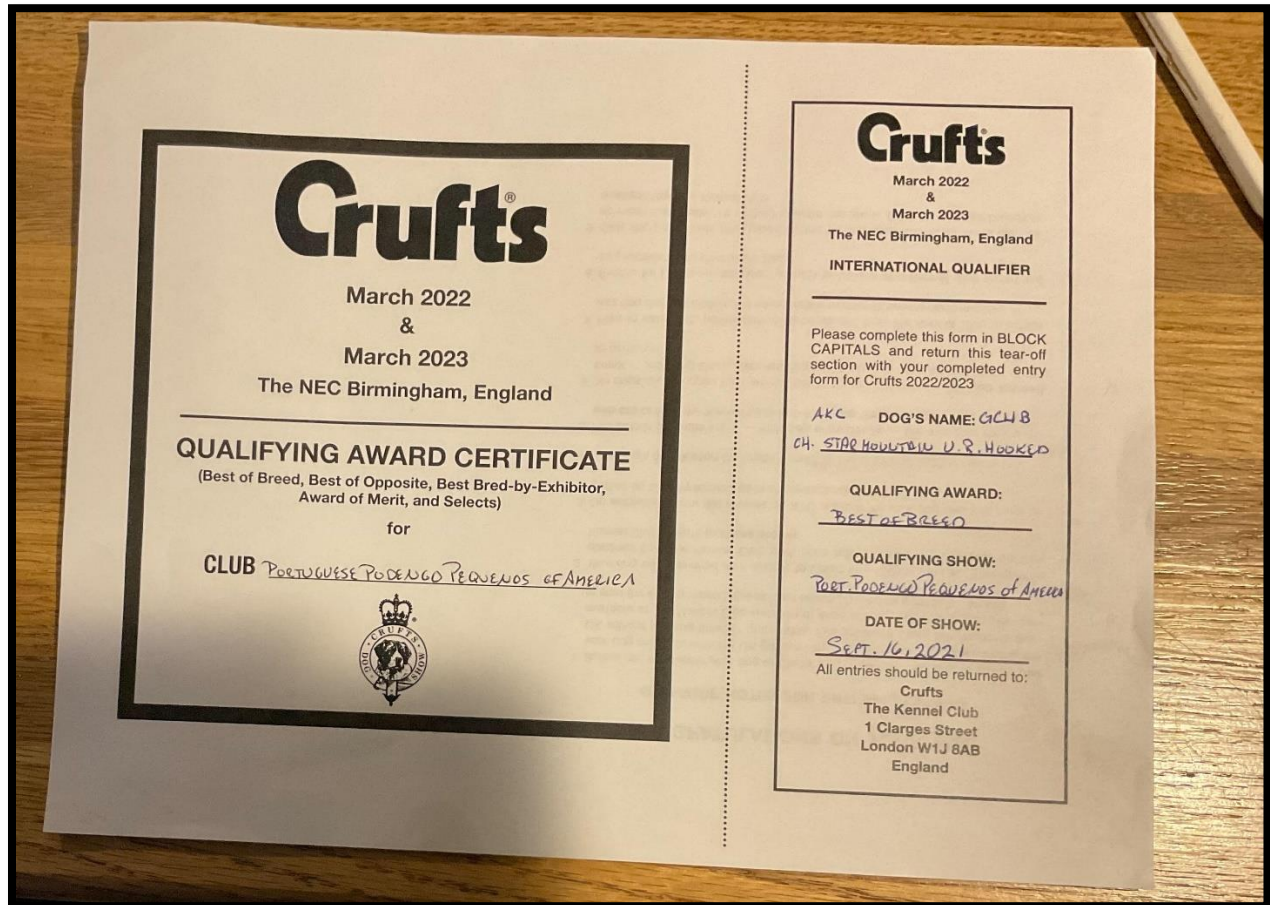 Crufts®
March 2022
&
March 2023
The NEC Birmingham, England
QUALIFYING AWARD CERTIFICATE
(Best of Breed, Best of Opposite, Best Bred-by-Exhibitor,
Award of Merit, and Selects)
for
CLUB PORTUGUESE PODENGO PEQUENOS OF AMERICA
CRUFTS
DOG SHOW
Crufts
March 2022
&
March 2023
The NEC Birmingham, England
INTERNATIONAL QUALIFIER
Please complete this form in BLOCK
CAPITALS and return this tear-off
section with your completed entry
form for Crufts 2022/2023
AKC DOG'S NAME: GCHB
CH. STAR MOUNTAIN U.R. HOOKED
QUALIFYING AWARD:
BEST OF BREED
QUALIFYING SHOW:
PORT. PODENGO PEQUENOS of AMERICA
DATE OF SHOW:
SEPT. 16, 2021
All entries should be returned to:
Crufts
The Kennel Club
1 Clarges Street
London W1J 8AB
England